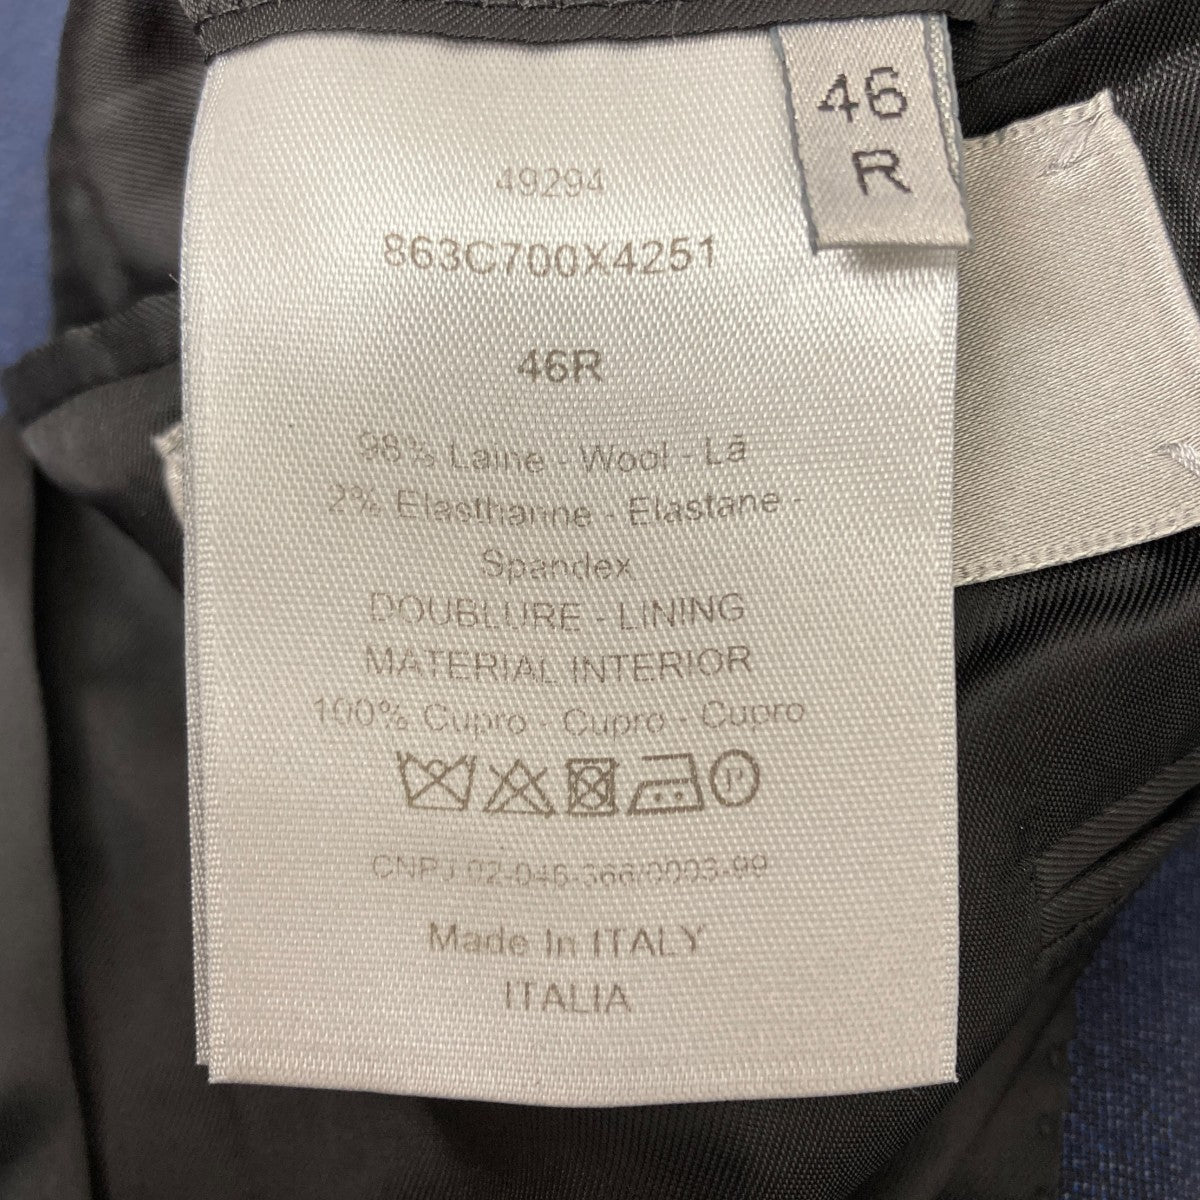 46
R
49294
863C700X4251
46R
98% Laine - Wool - Lã
2% Elasthanne - Elastane -
Spandex
DOUBLURE - LINING
MATERIAL INTERIOR
100% Cupro - Cupro - Cupro
P
CNPJ 02-046-366/0003-99
Made In ITALY
ITALIA